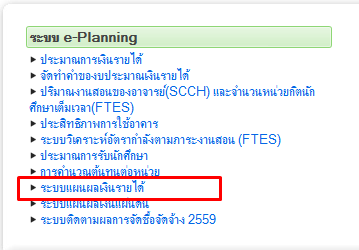 ระบบ e-Planning
ประมาณการเงินรายได้
จัดทำคำของบประมาณเงินรายได้
ปริมาณงานสอนของอาจารย์(SCCH) และจำนวนหน่วยกิตนัก
ศึกษาเต็มเวลา(FTES)
ประสิทธิภาพการใช้อาคาร
ระบบวิเคราะห์อัตรากำลังตามภาระงานสอน (FTES)
ประมาณการรับนักศึกษา
การคำนวณต้นทุนต่อหน่วย
ระบบแผนผลเงินรายได้
ระบบแผนผลเงินแผ่นดิน
ระบบติดตามผลการจัดซื้อจัดจ้าง 2559